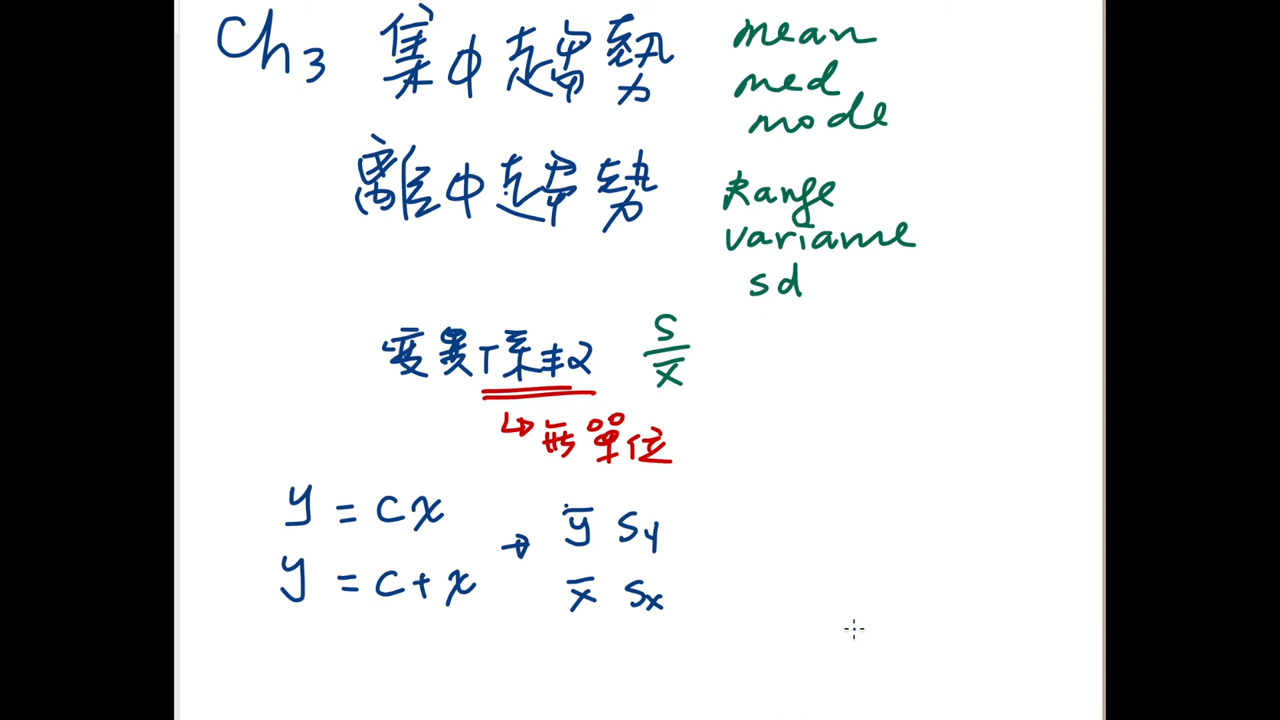 Ch3 集中趨勢 mean
med
mode
離中趨勢 Range
variance
sd
變異係數 S/x̄
↳ 無單位
y = cx
y = c + x → ȳ Sy
x̄ Sx